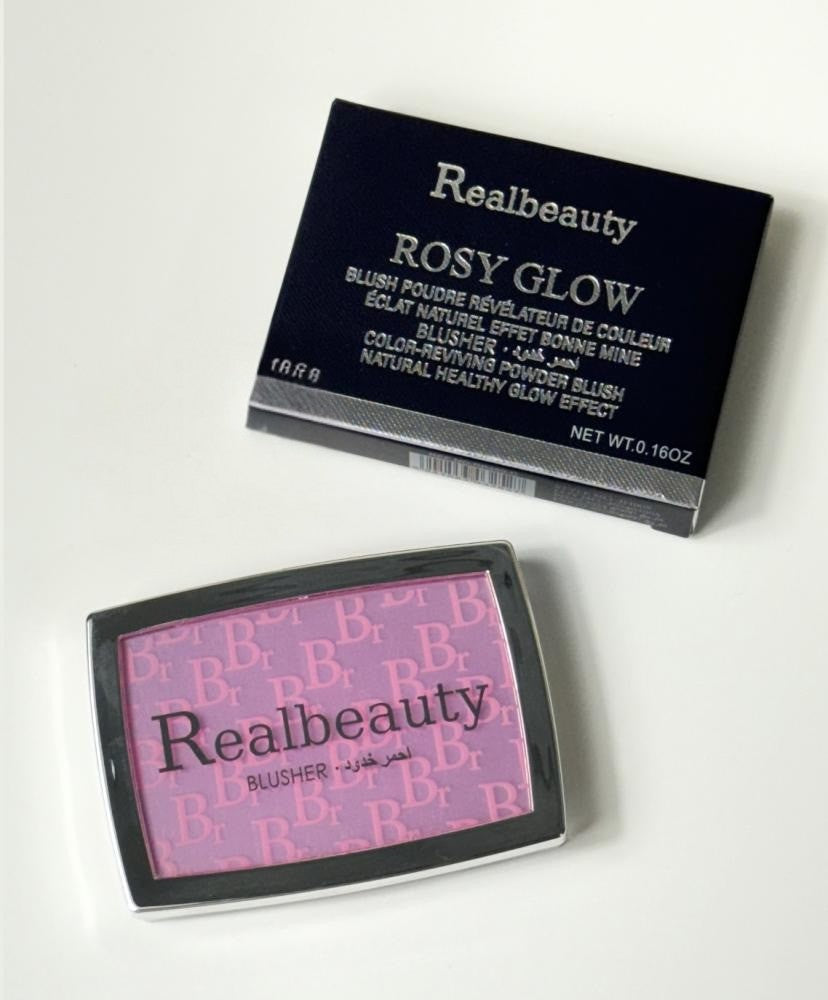 Realbeauty
ROSY GLOW
BLUSH POUDRE RÉVÉLATEUR DE COULEUR
ÉCLAT NATUREL EFFET BONNE MINE
BLUSHER · احمر خدود
COLOR-REVIVING POWDER BLUSH
NATURAL HEALTHY GLOW EFFECT
NET WT.0.16OZ
Realbeauty
BLUSHER · احمر خدود
Br